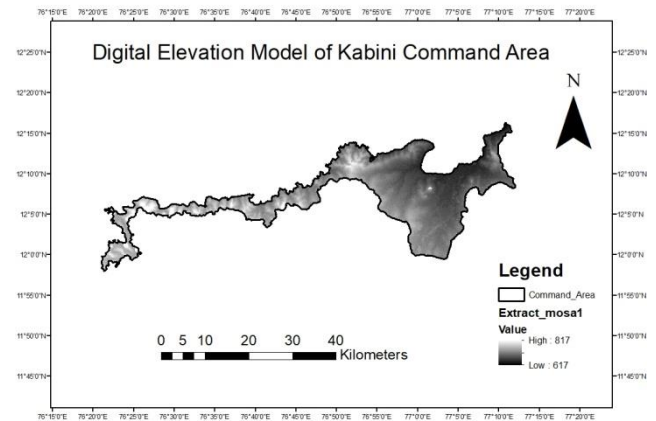 76°15'0"E 76°20'0"E 76°25'0"E 76°30'0"E 76°35'0"E 76°40'0"E 76°45'0"E 76°50'0"E 76°55'0"E 77°0'0"E 77°5'0"E 77°10'0"E 77°15'0"E 77°20'0"E
Digital Elevation Model of Kabini Command Area
12°25'0"N 12°25'0"N
N
12°20'0"N 12°20'0"N
12°15'0"N 12°15'0"N
12°10'0"N 12°10'0"N
12°5'0"N 12°5'0"N
12°0'0"N 12°0'0"N
Legend
Command_Area
11°55'0"N 11°55'0"N
Extract_mosa1
Value
High : 817
Low : 617
0 5 10 20 30 40
Kilometers
11°50'0"N 11°50'0"N
11°45'0"N 11°45'0"N
76°15'0"E 76°20'0"E 76°25'0"E 76°30'0"E 76°35'0"E 76°40'0"E 76°45'0"E 76°50'0"E 76°55'0"E 77°0'0"E 77°5'0"E 77°10'0"E 77°15'0"E 77°20'0"E